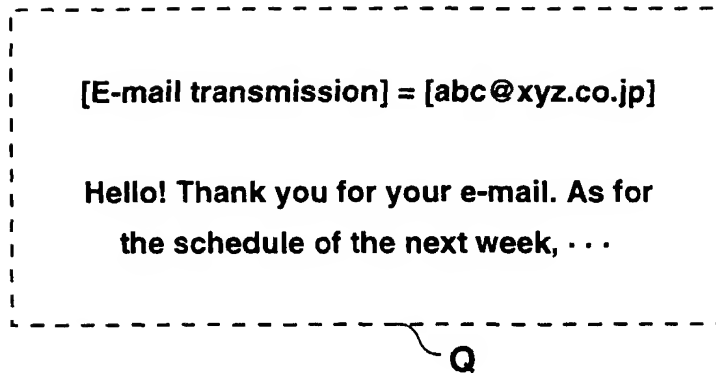 [E-mail transmission] = [abc@xyz.co.jp]
Hello! Thank you for your e-mail. As for
the schedule of the next week, · · ·
Q